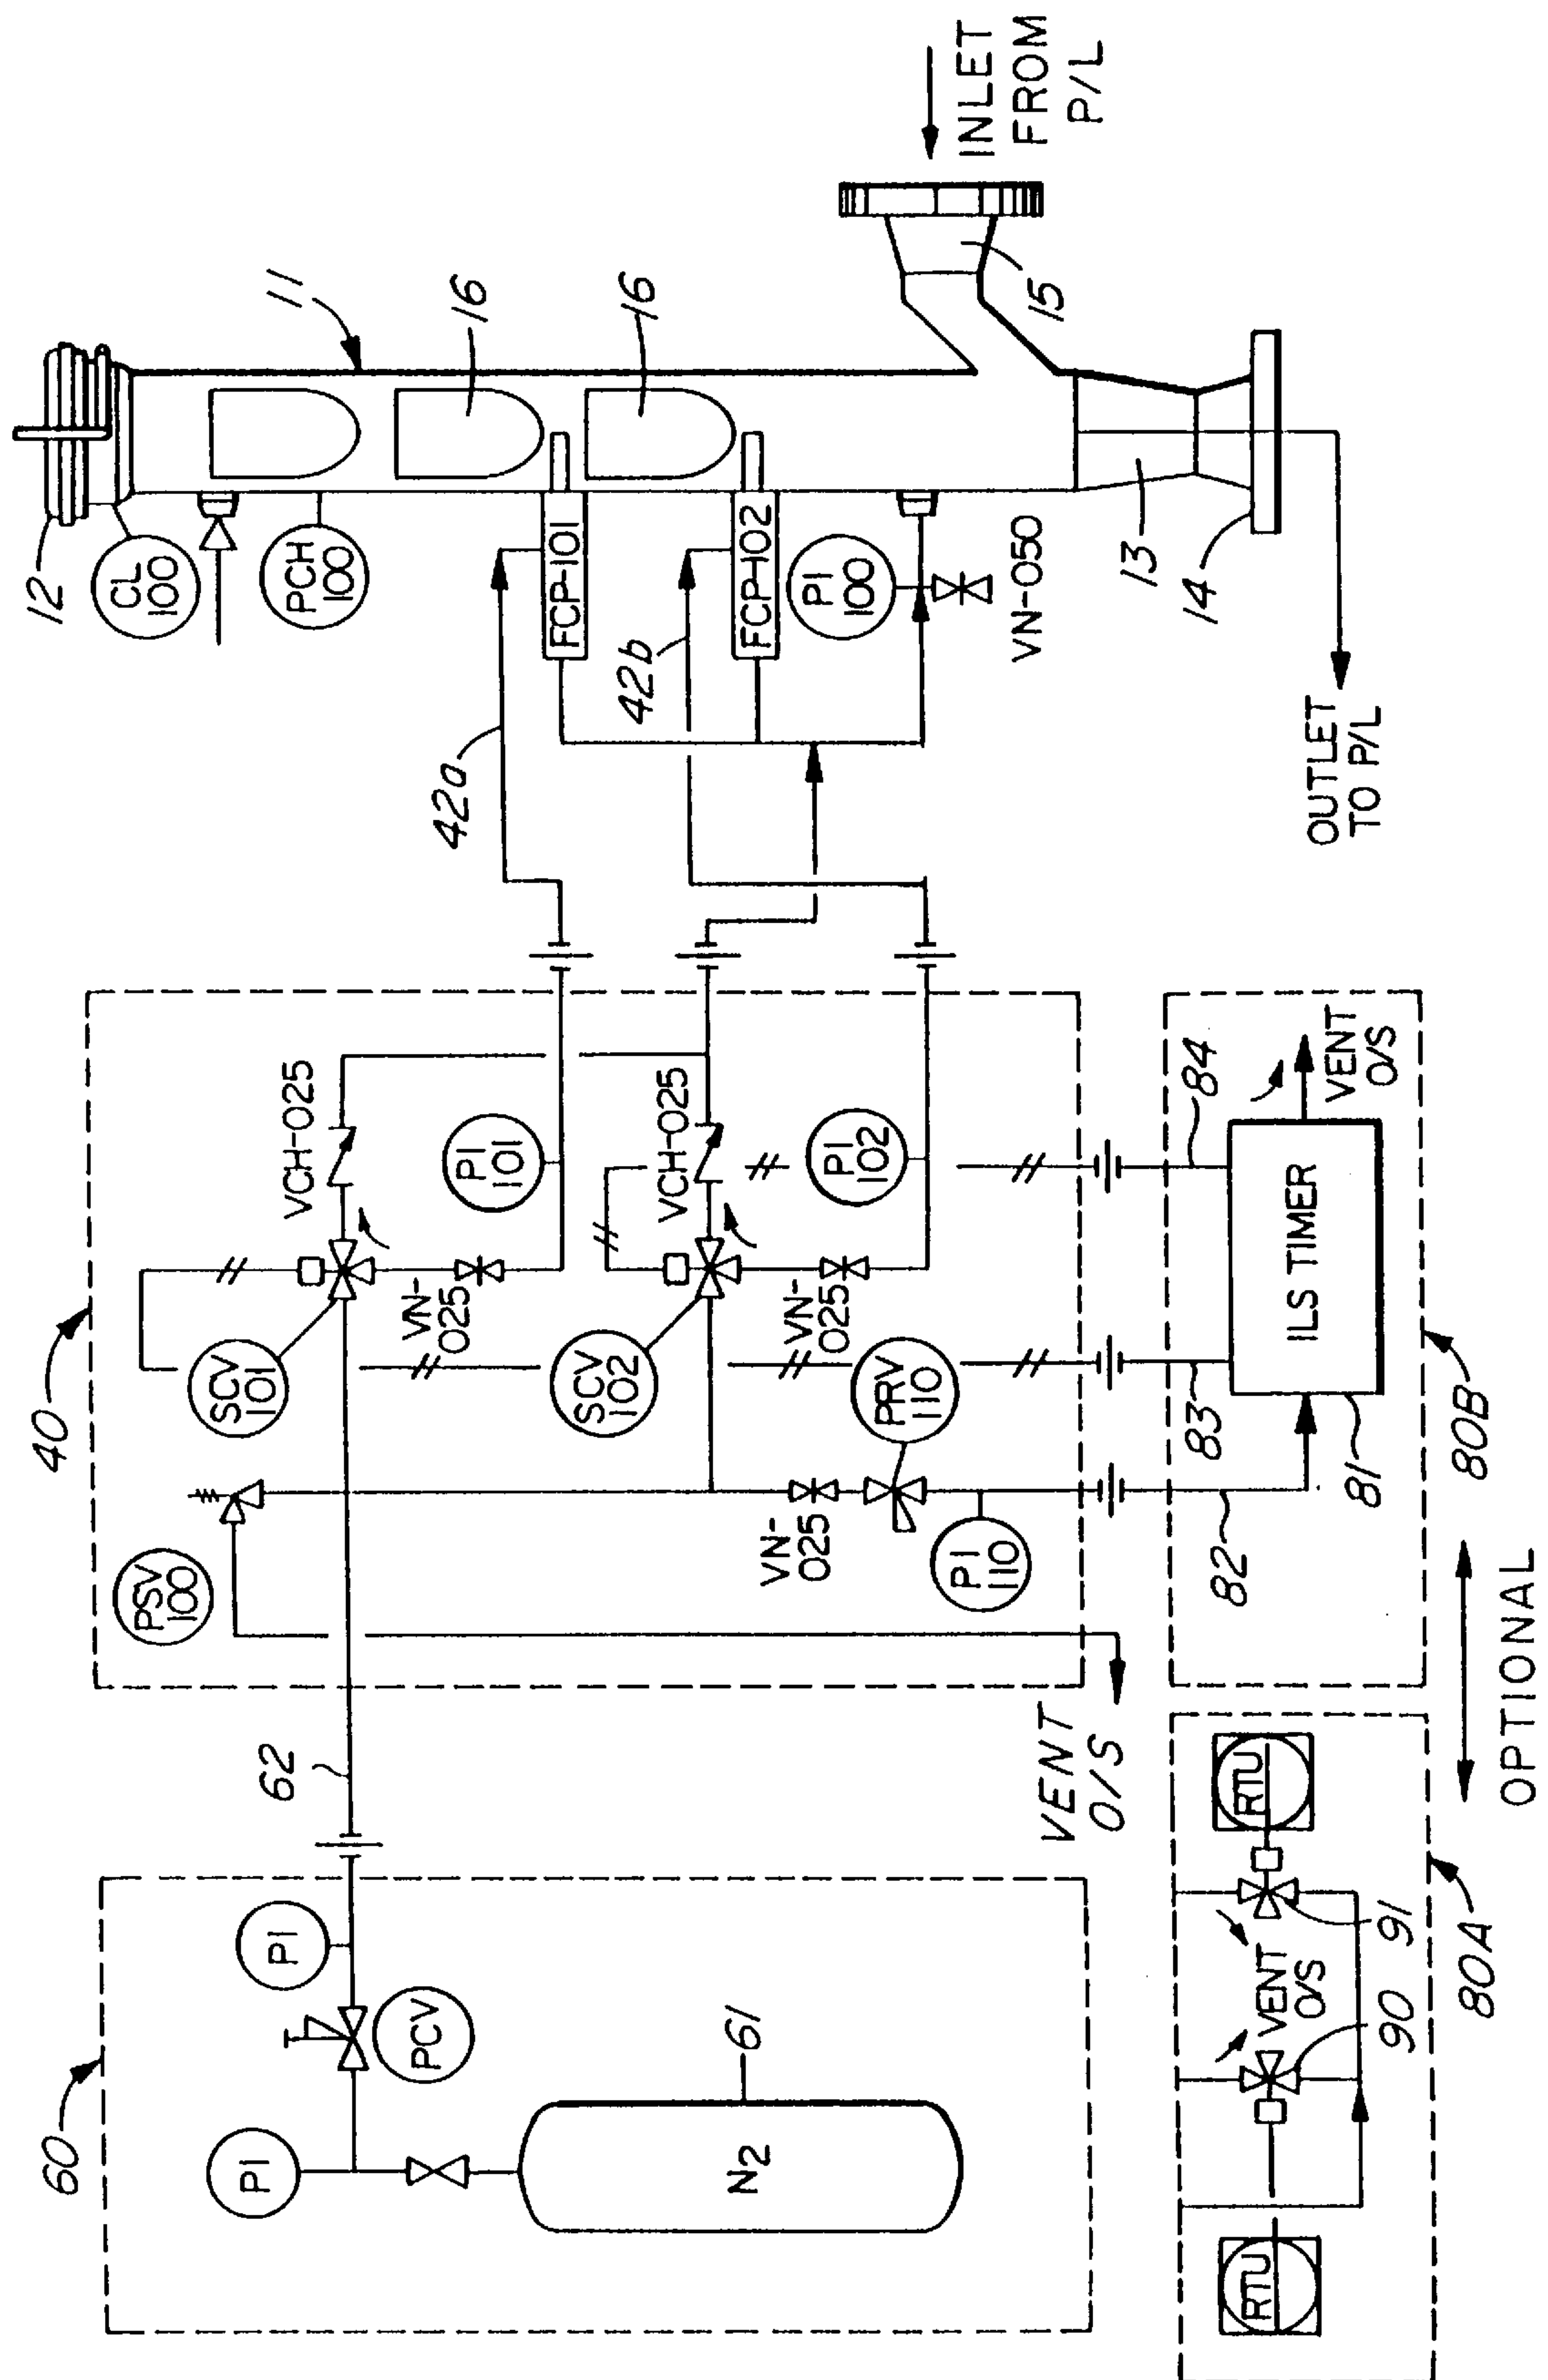 60
PI
PI
PCV
N2
61
62
40
PSV
100
SCV
101
VCH-025
VN-
025
PI
101
SCV
102
VCH-025
VN-
025
PI
102
VN-
025
PRV
110
PI
110
VENT
O/S
12
CL
100
PCH
100
11
16
16
42a
FCP-101
42b
FCP-102
PI
100
VN-050
13
14
15
INLET
FROM
P/L
OUTLET
TO P/L
RTU
VENT
O/S
RTU
90
91
80A
OPTIONAL
82
83
84
ILS TIMER
81
VENT
O/S
80B